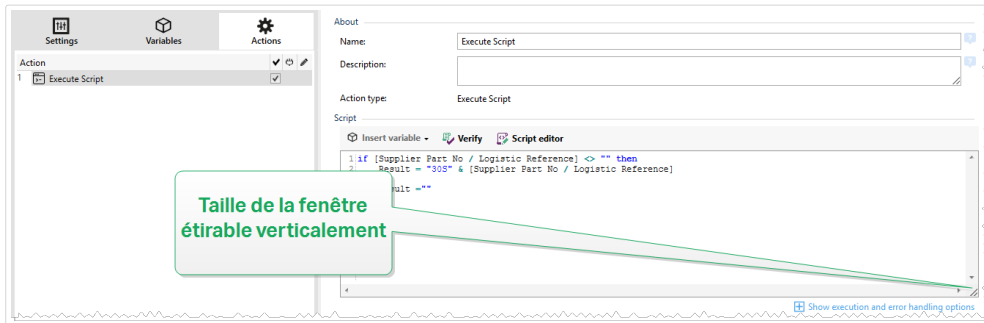 Settings
Variables
Actions
Action
1 Execute Script
About
Name: Execute Script
Description:
Action type: Execute Script
Script
Insert variable Verify Script editor
1 if [Supplier Part No / Logistic Reference] <> "" then
2 Result = "30S" & [Supplier Part No / Logistic Reference]
ult =""
Taille de la fenêtre
étirable verticalement
Show execution and error handling options